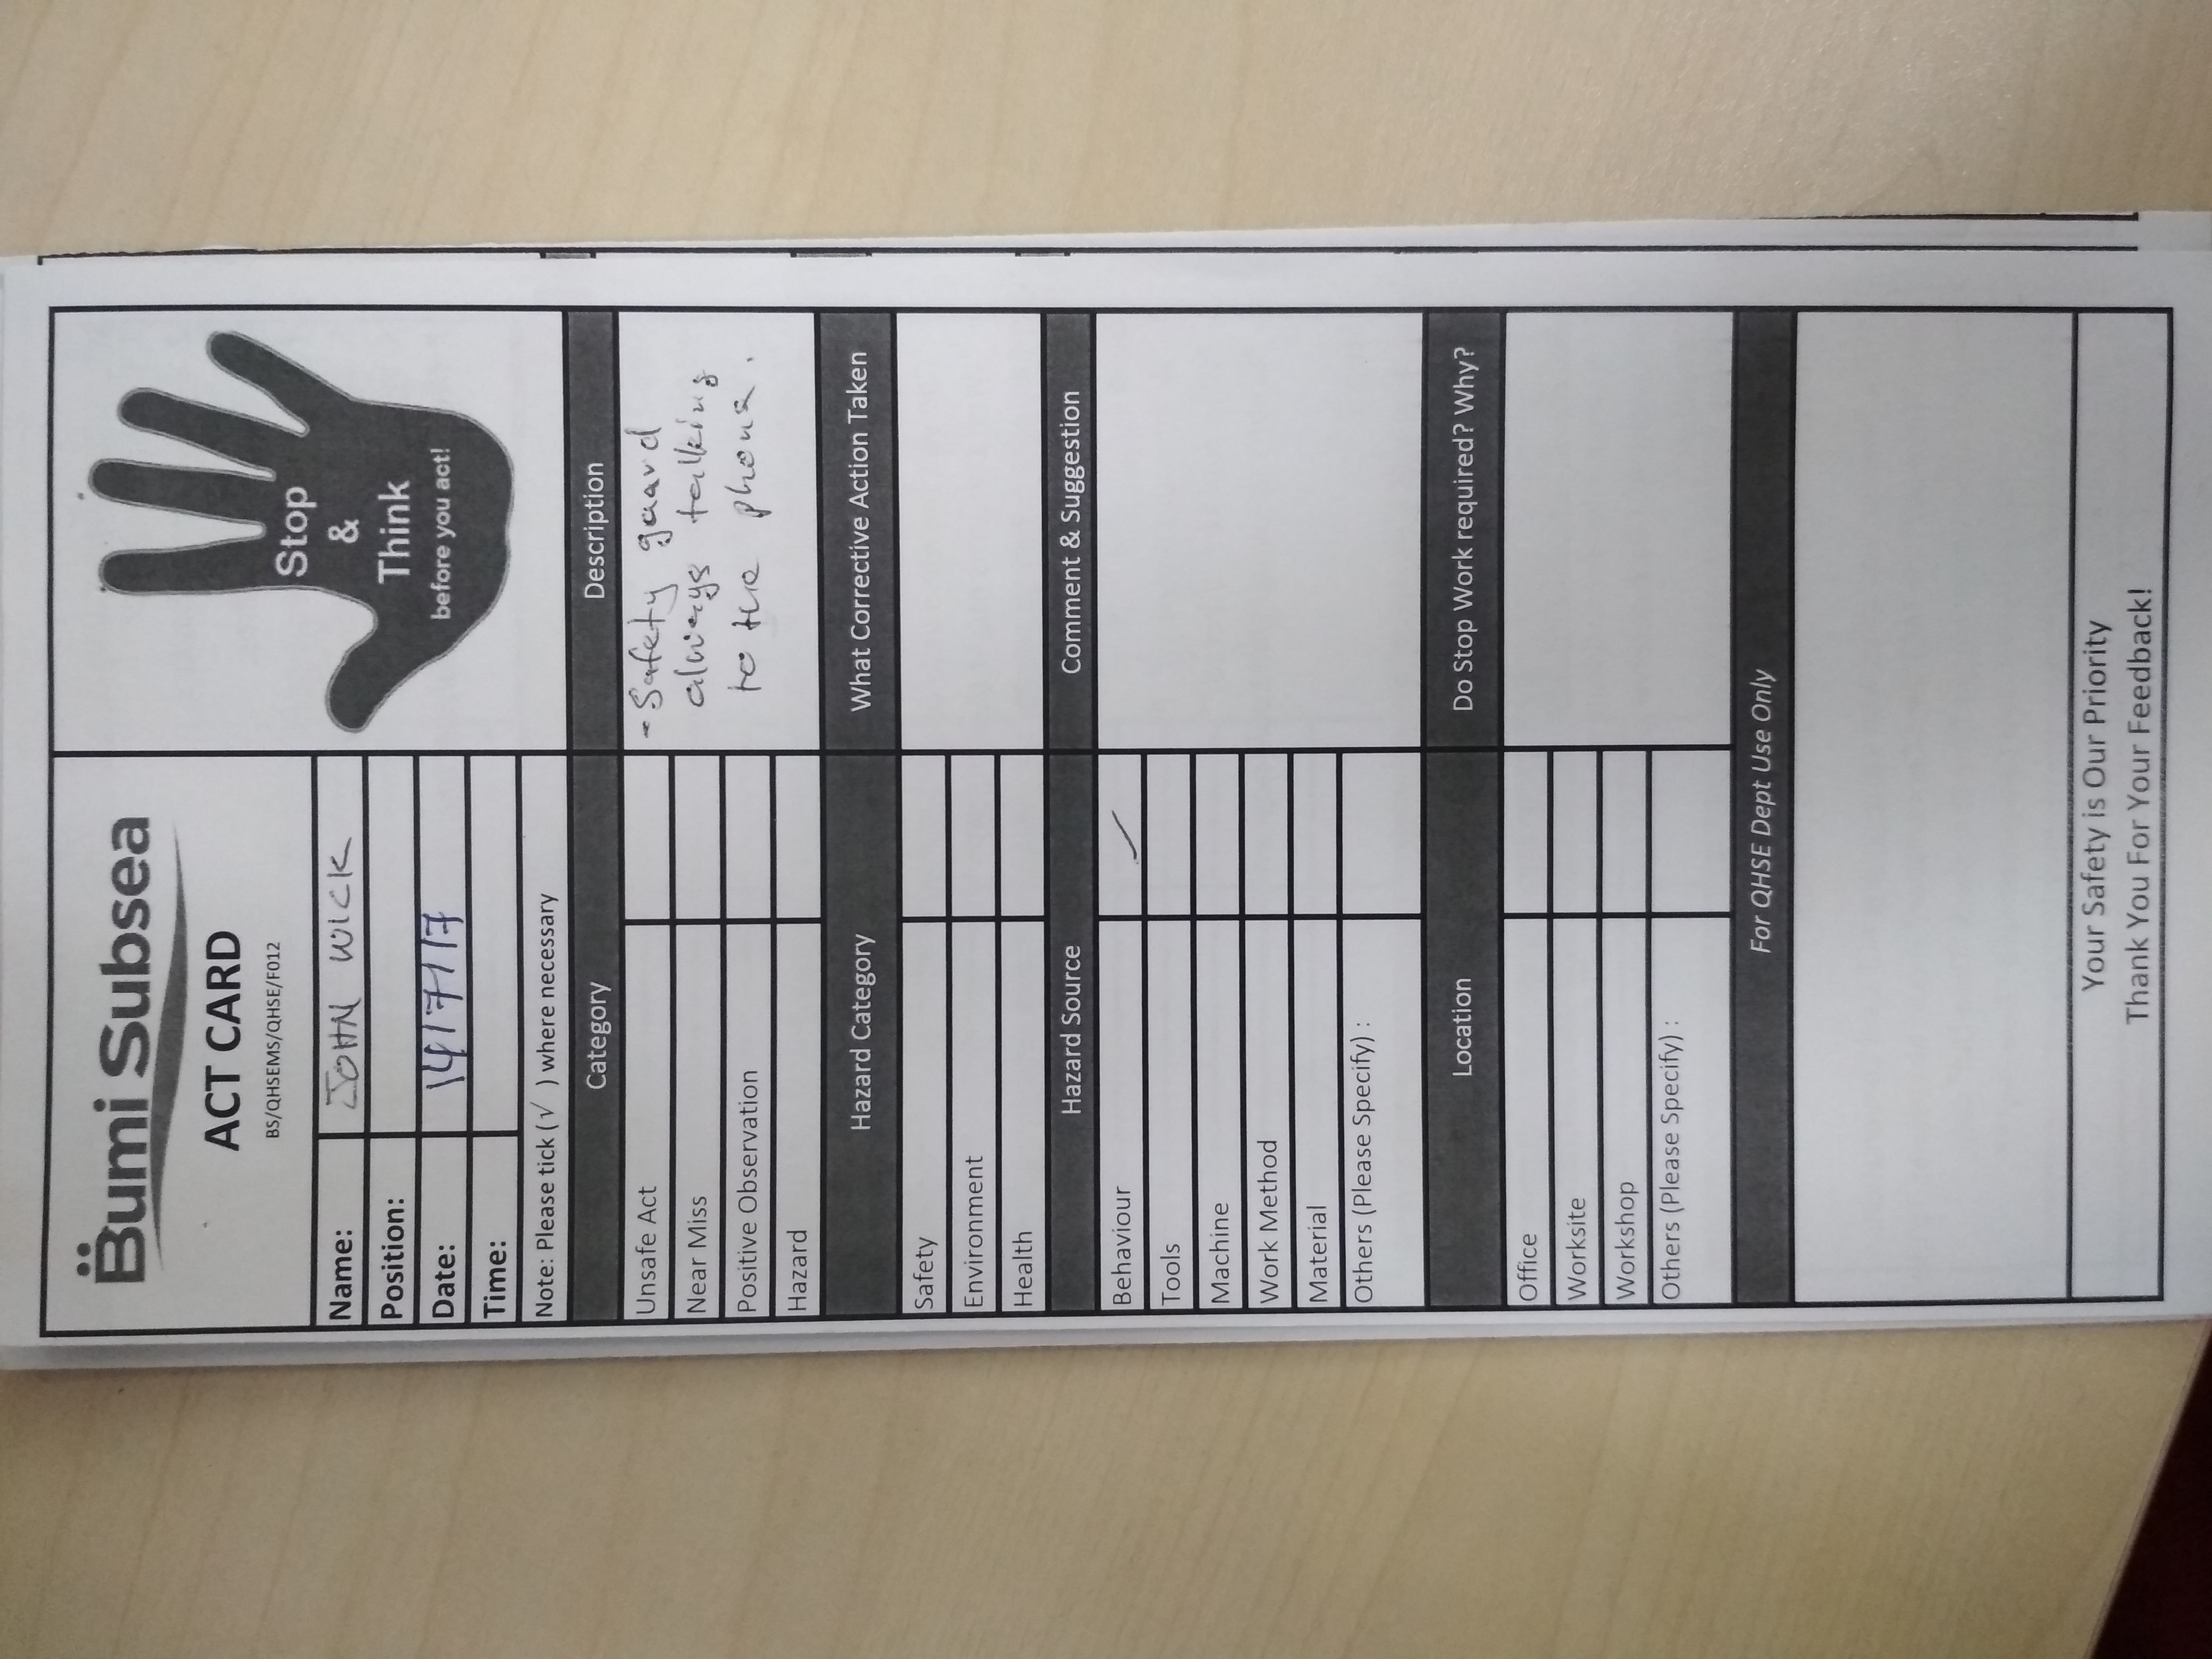 Bumi Subsea
ACT CARD
BS/QHSEMS/QHSE/F012
Stop
&
Think
before you act!
Name: JOHN WICK
Position:
Date: 14/7/17
Time:
Note: Please tick (√ ) where necessary
Category
Description
Unsafe Act
Near Miss
Positive Observation
Hazard
- Safety gaard
always talking
to the phone.
Hazard Category
What Corrective Action Taken
Safety
Environment
Health
Hazard Source
Comment & Suggestion
Behaviour ✓
Tools
Machine
Work Method
Material
Others (Please Specify) :
Location
Do Stop Work required? Why?
Office
Worksite
Workshop
Others (Please Specify) :
For QHSE Dept Use Only
Your Safety is Our Priority
Thank You For Your Feedback!